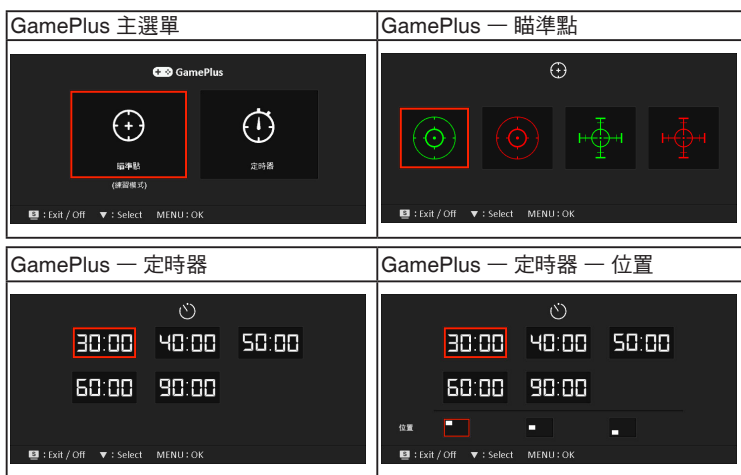 GamePlus 主選單
GamePlus — 瞄準點
GamePlus
瞄準點
定時器
(練習模式)
S : Exit / Off ▼ : Select MENU : OK
S : Exit / Off ▼ : Select MENU : OK
GamePlus — 定時器
GamePlus — 定時器 — 位置
30:00 40:00 50:00
60:00 90:00
S : Exit / Off ▼ : Select MENU : OK
30:00 40:00 50:00
60:00 90:00
位置
S : Exit / Off ▼ : Select MENU : OK